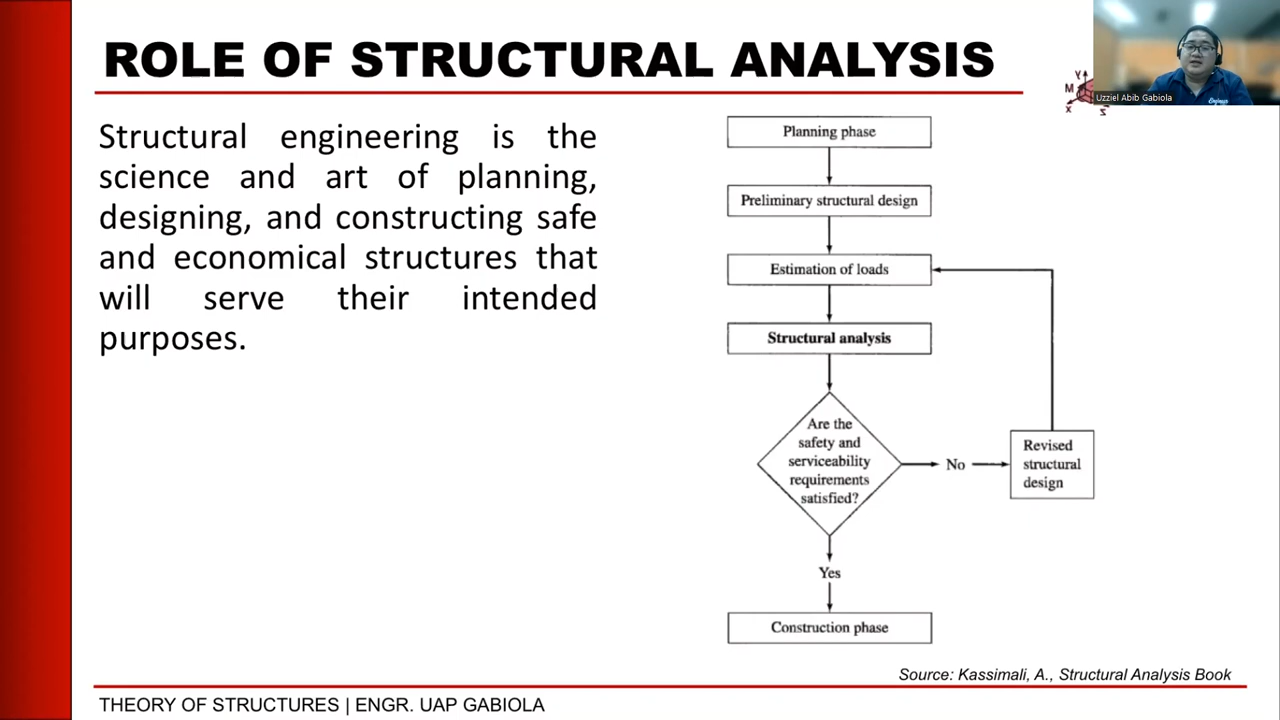 ROLE OF STRUCTURAL ANALYSIS
Structural engineering is the
science and art of planning,
designing, and constructing safe
and economical structures that
will serve their intended
purposes.
Planning phase
Preliminary structural design
Estimation of loads
Structural analysis
Are the
safety and
serviceability
requirements
satisfied?
No
Revised
structural
design
Yes
Construction phase
Source: Kassimali, A., Structural Analysis Book
THEORY OF STRUCTURES | ENGR. UAP GABIOLA
Uzziel Abib Gabiola
Y
M
X